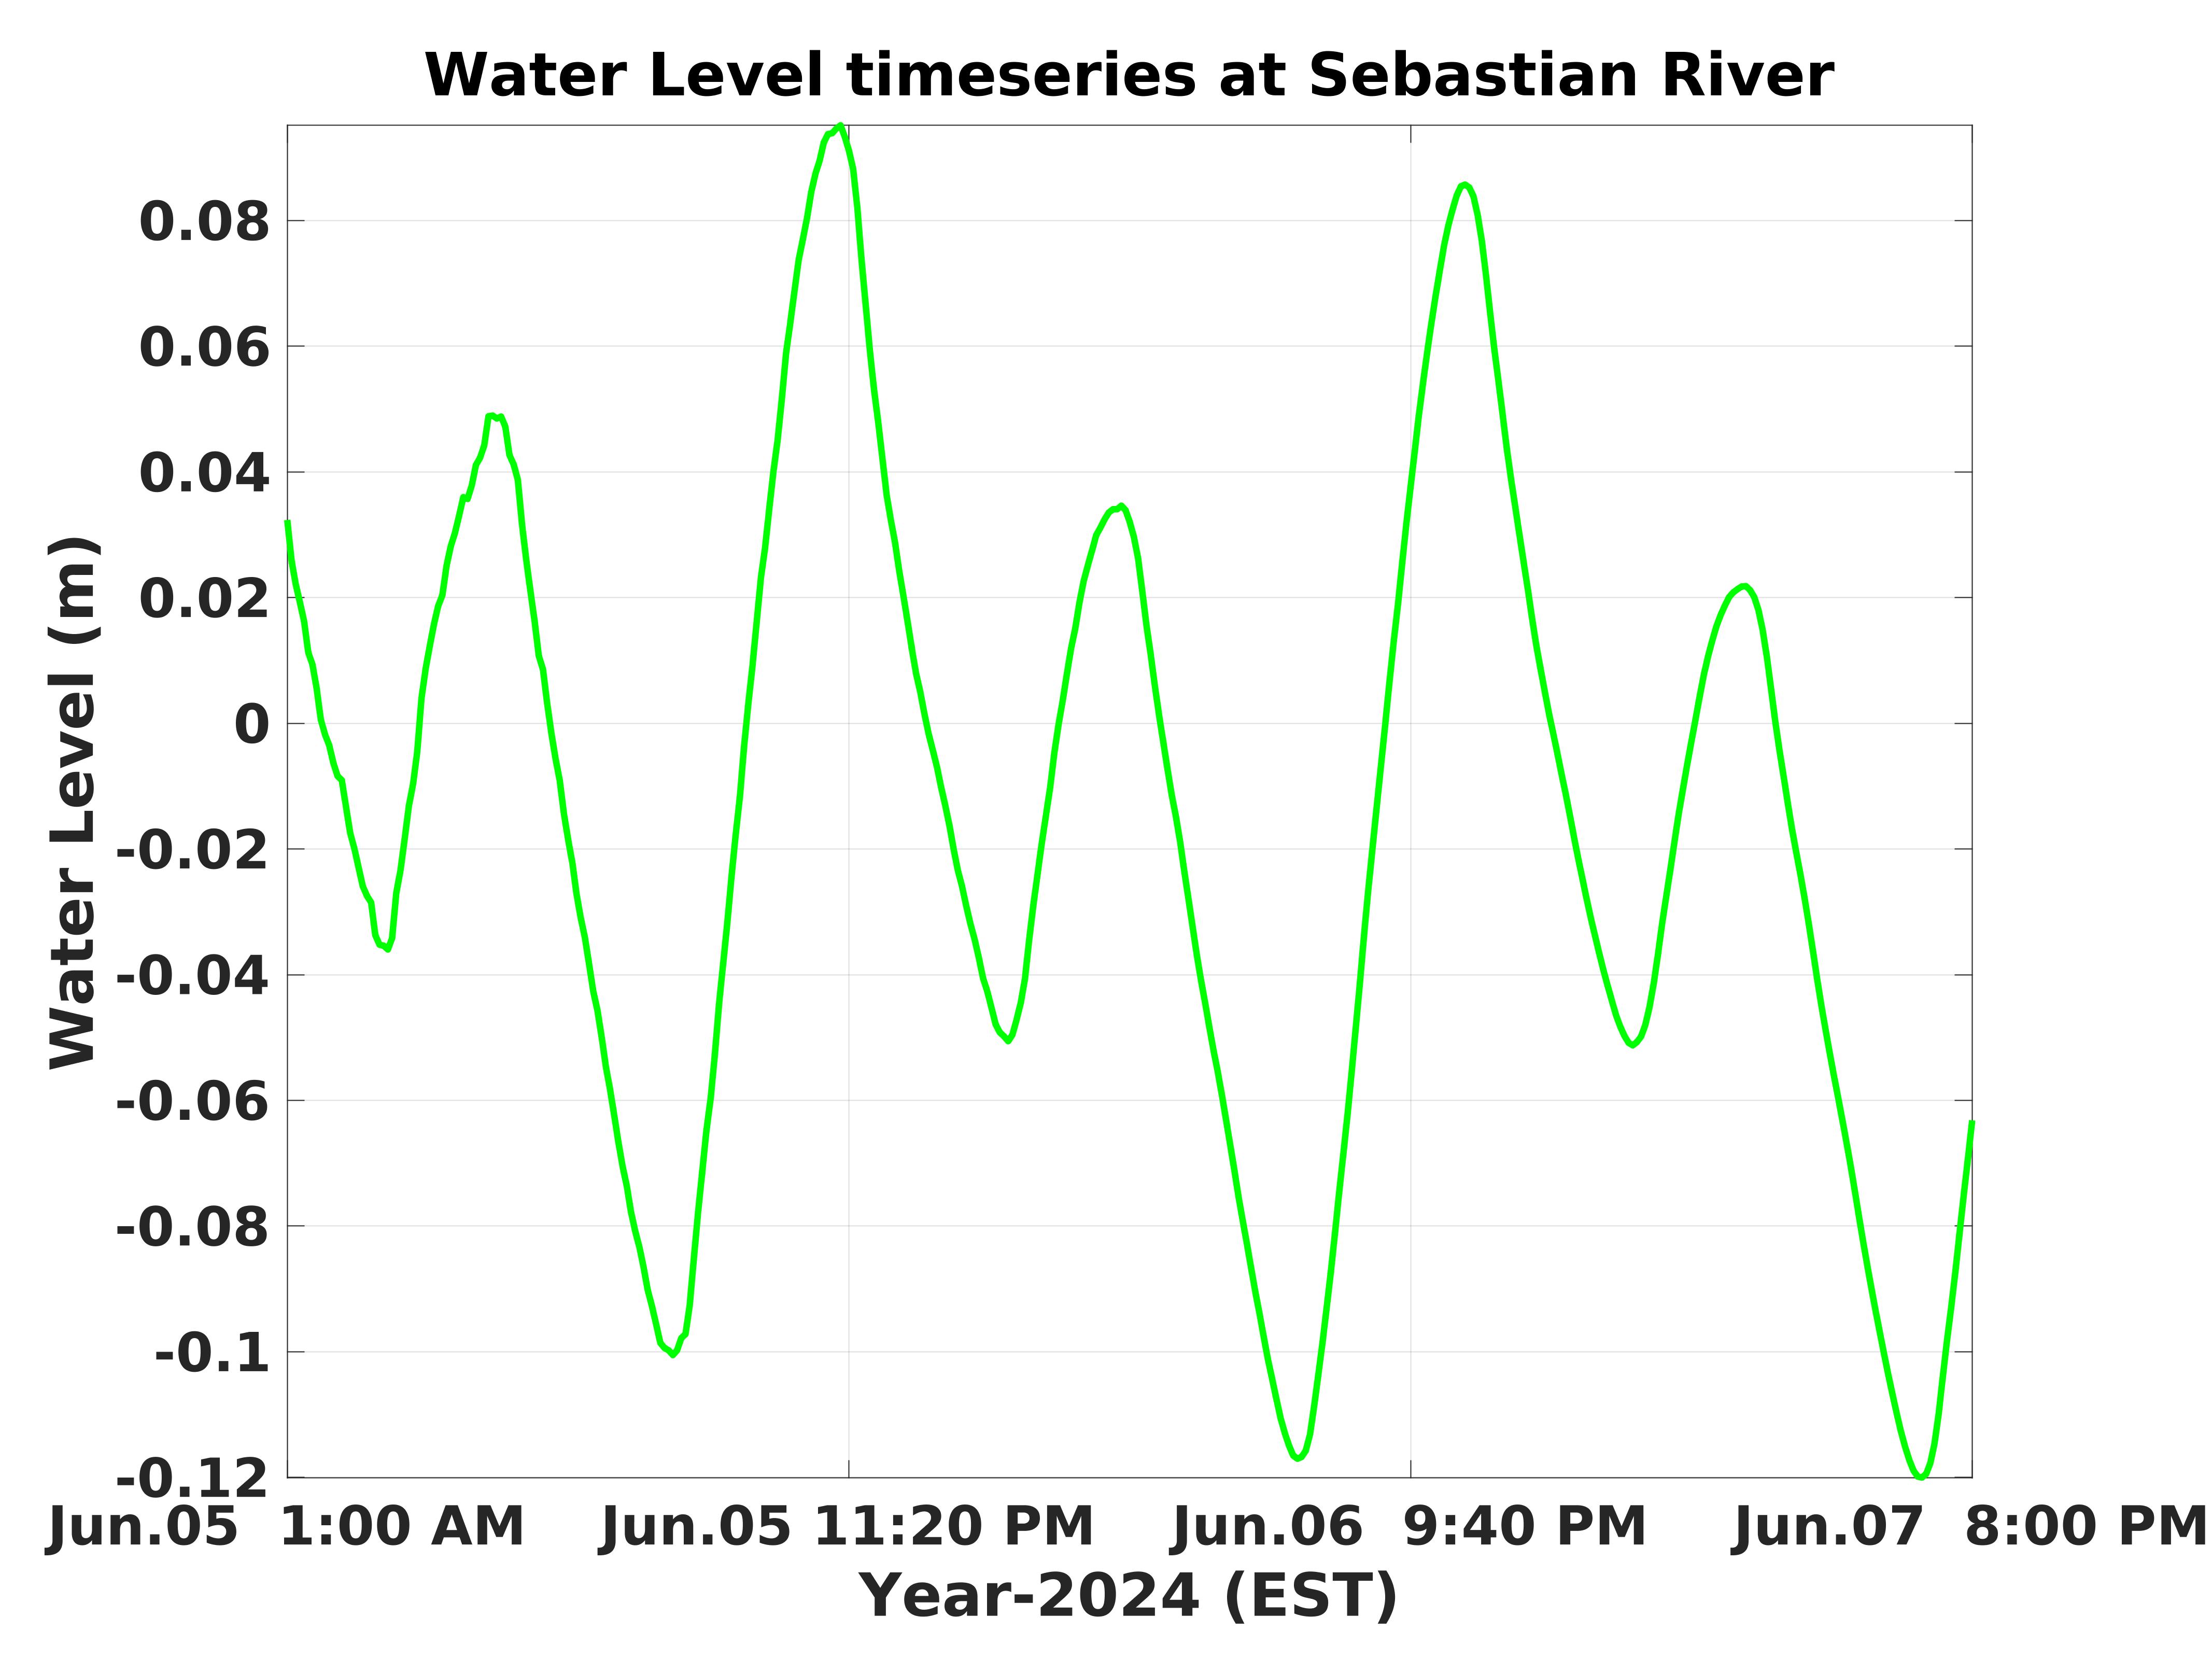 Water Level timeseries at Sebastian River
Water Level (m)
0.08
0.06
0.04
0.02
0
-0.02
-0.04
-0.06
-0.08
-0.1
-0.12
Jun.05 1:00 AM Jun.05 11:20 PM Jun.06 9:40 PM Jun.07 8:00 PM
Year-2024 (EST)